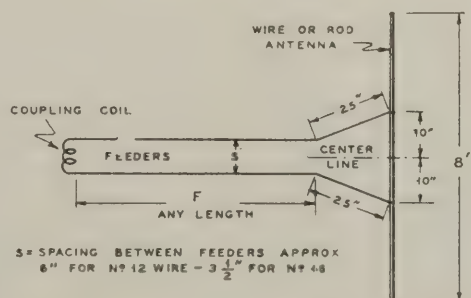 WIRE OR ROD
ANTENNA
COUPLING COIL
25"
10"
FEEDERS
S
CENTER
LINE
8'
F
10"
ANY LENGTH
25"
S = SPACING BETWEEN FEEDERS APPROX
6" FOR Nº 12 WIRE – 3 1/2" FOR Nº